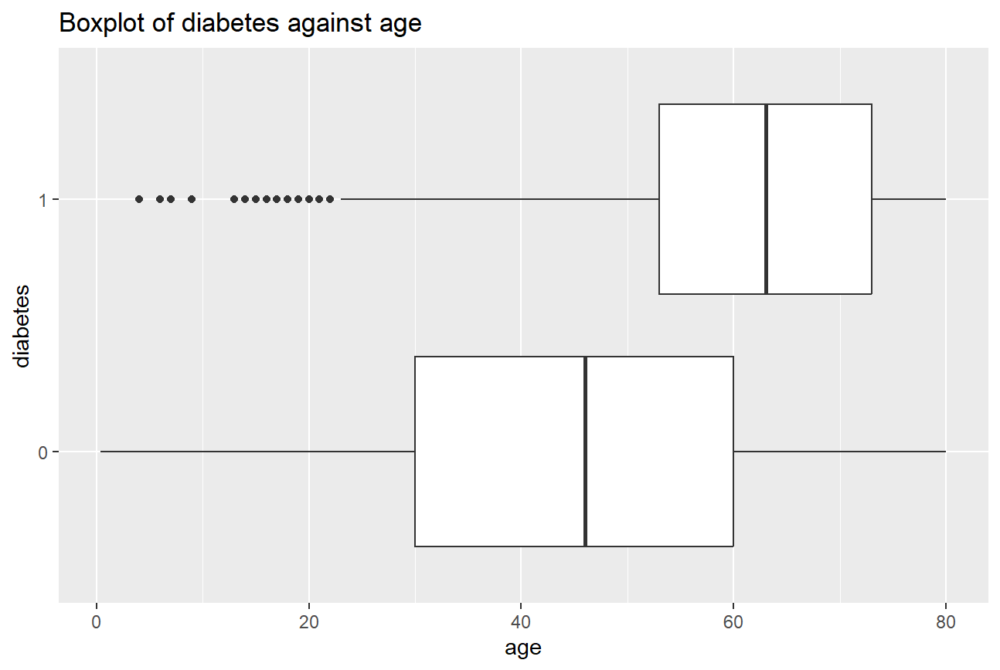 Boxplot of diabetes against age
diabetes
1
0
0 20 40 60 80
age